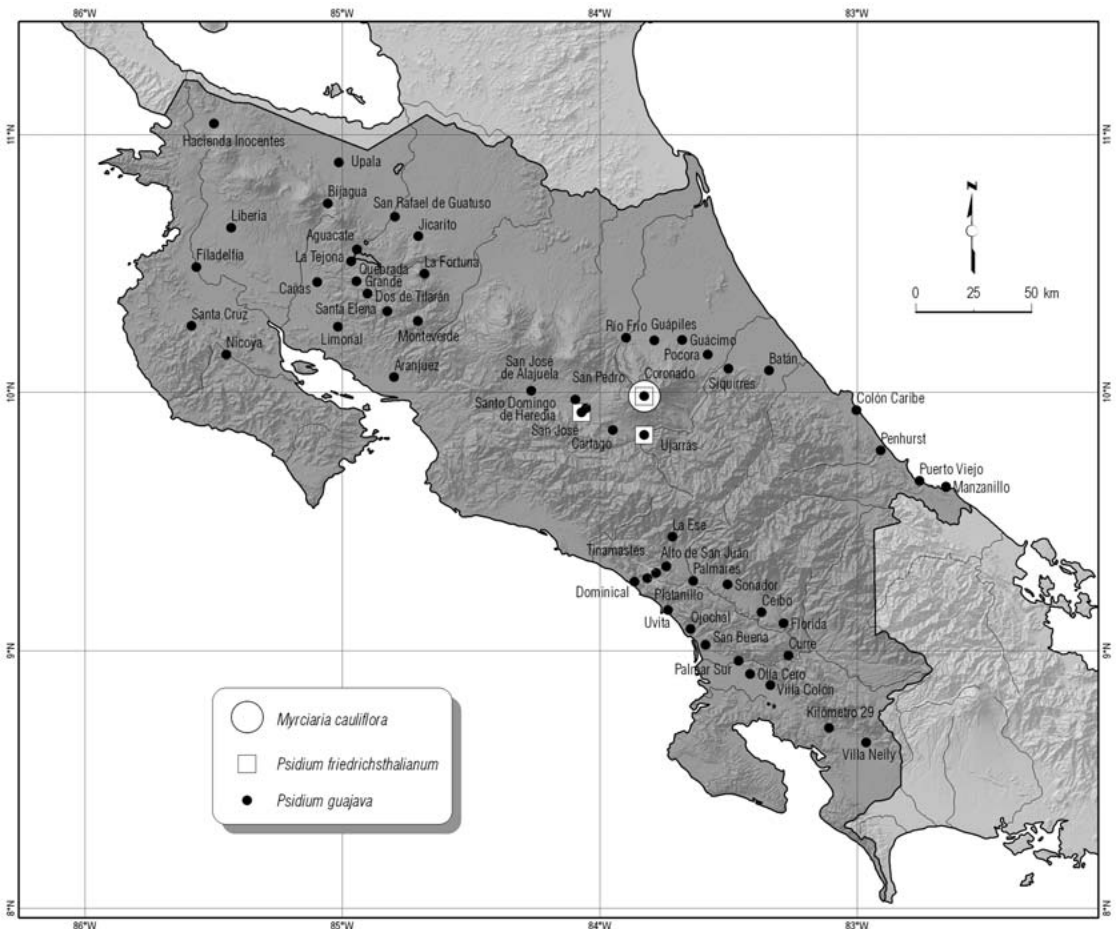 86°W
85°W
84°W
83°W
11°N
11°N
Hacienda Inocentes
Upala
Bijagua
San Rafael de Guatuso
Liberia
Jicarito
Aguacate
La Tejona
Filadelfia
Quebrada
Grande
La Fortuna
Cañas
Dos de Tilarán
Santa Elena
Santa Cruz
Limonal
Monteverde
Nicoya
Aranjuez
N
0 25 50 km
Río Frío
Guápiles
Guácimo
Pocora
Siquirres
Batán
San José
de Alajuela
San Pedro
Coronado
10°N
10°N
Santo Domingo
de Heredia
San José
Cartago
Ujarrás
Colón Caribe
Penhurst
Puerto Viejo
Manzanillo
La Ese
Tinamastes
Alto de San Juán
Palmares
Dominical
Platanillo
Sonador
Ceibo
Uvita
Ojochal
Florida
San Buena
Curre
9°N
9°N
Palmar Sur
Olla Cero
Villa Colón
Kilómetro 29
Villa Neily
Myrciaria cauliflora
Psidium friedrichsthalianum
Psidium guajava
8°N
8°N
86°W
85°W
84°W
83°W